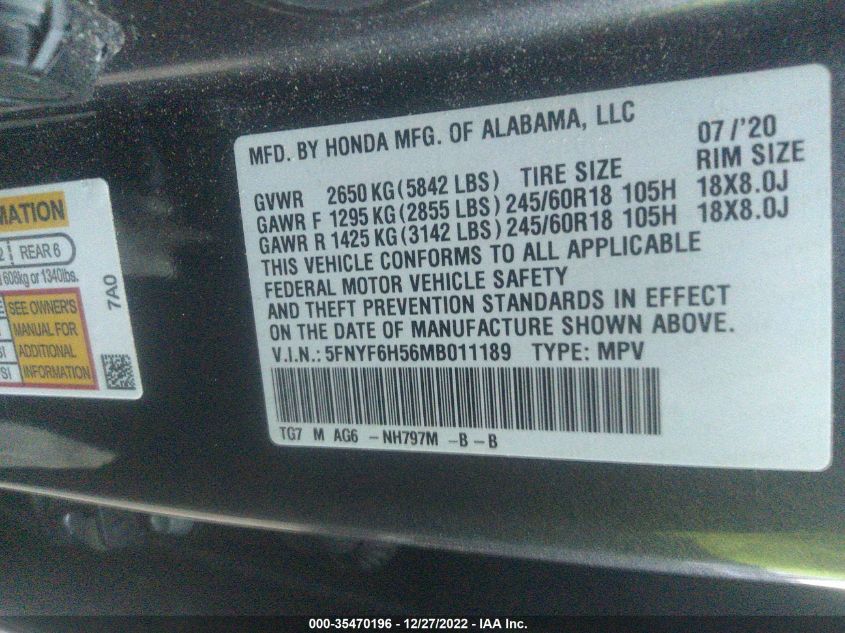 MFD. BY HONDA MFG. OF ALABAMA, LLC 07/'20
GVWR 2650 KG (5842 LBS) TIRE SIZE RIM SIZE
GAWR F 1295 KG (2855 LBS) 245/60R18 105H 18X8.0J
GAWR R 1425 KG (3142 LBS) 245/60R18 105H 18X8.0J
THIS VEHICLE CONFORMS TO ALL APPLICABLE
FEDERAL MOTOR VEHICLE SAFETY
AND THEFT PREVENTION STANDARDS IN EFFECT
ON THE DATE OF MANUFACTURE SHOWN ABOVE.
V.I.N.: 5FNYF6H56MB011189 TYPE: MPV
TG7 M AG6 -NH797M -B-B
REAR 6
608kg or 1340lbs.
SEE OWNER'S
MANUAL FOR
ADDITIONAL
INFORMATION
7A0
000-35470196 - 12/27/2022 - IAA Inc.